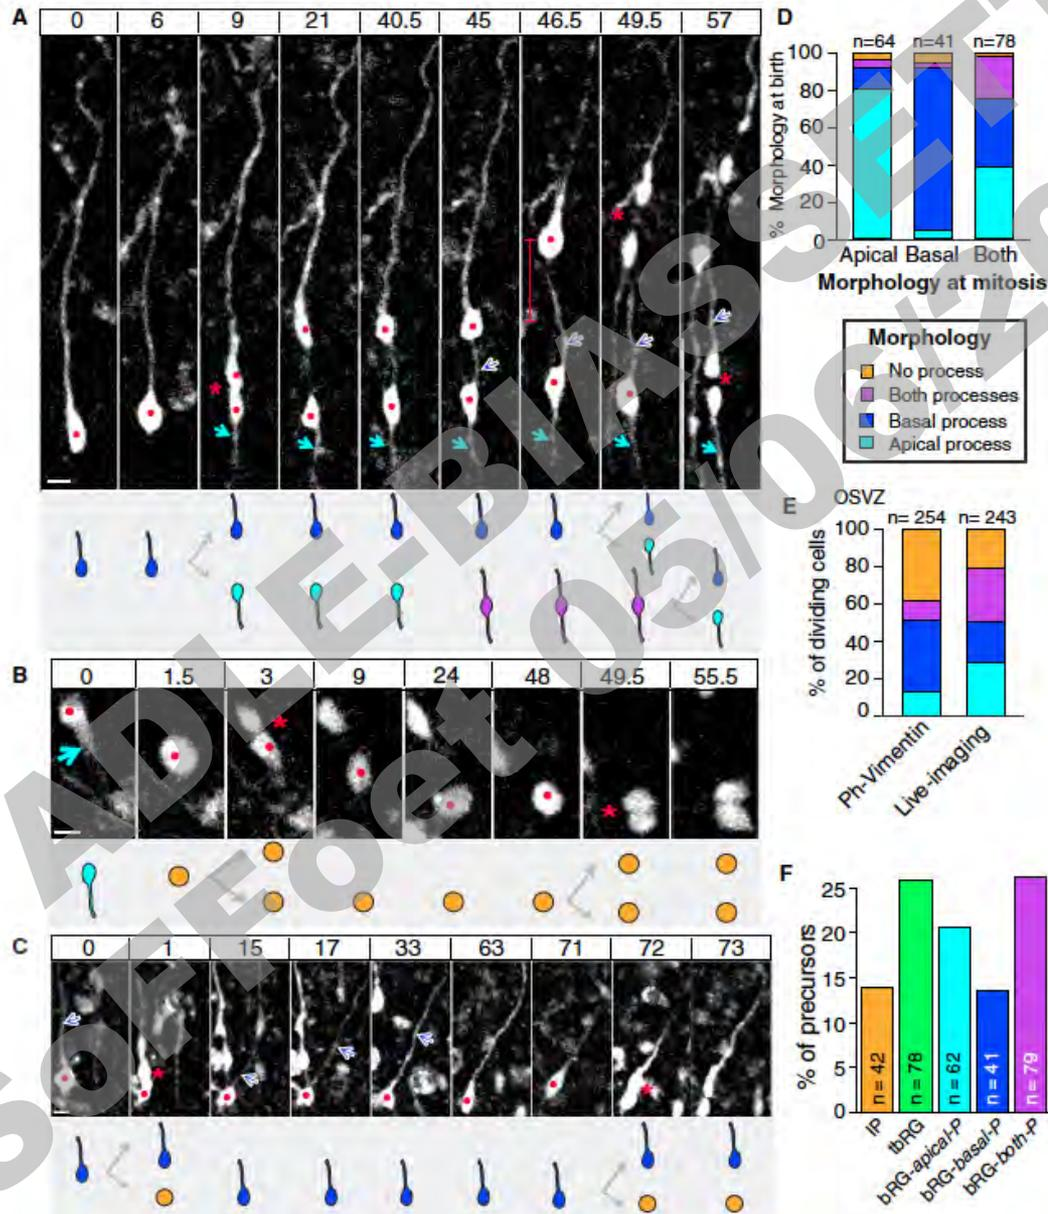 A
0 6 9 21 40.5 45 46.5 49.5 57
B
0 1.5 3 9 24 48 49.5 55.5
C
0 1 15 17 33 63 71 72 73
D
n=64 n=41 n=78
100
80
60
40
20
0
% Morphology at birth
Apical Basal Both
Morphology at mitosis
Morphology
No process
Both processes
Basal process
Apical process
E
OSVZ
n= 254 n= 243
100
80
60
40
20
0
% of dividing cells
Ph-Vimentin
Live-imaging
F
25
20
15
10
5
0
% of precursors
n = 42
n = 78
n = 62
n = 41
n = 79
IP
tbRG
bRG-apical-P
bRG-basal-P
bRG-both-P